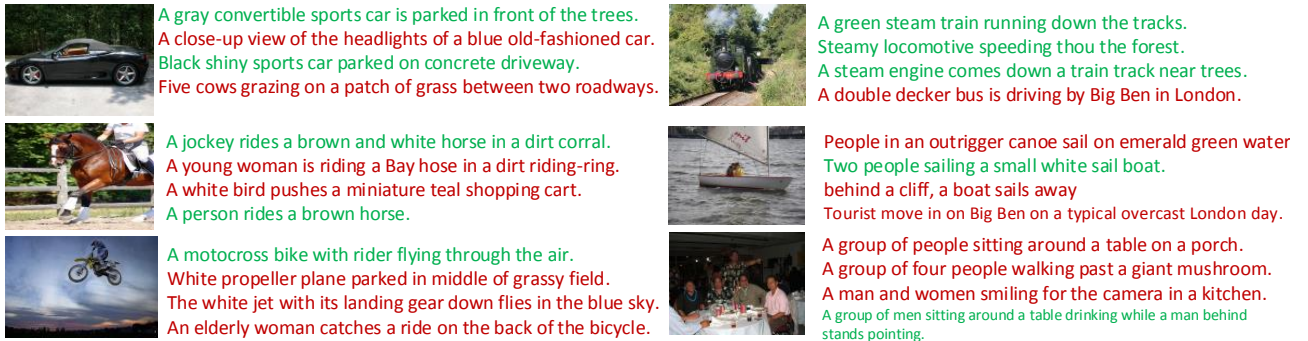 A gray convertible sports car is parked in front of the trees.
A close-up view of the headlights of a blue old-fashioned car.
Black shiny sports car parked on concrete driveway.
Five cows grazing on a patch of grass between two roadways.
A jockey rides a brown and white horse in a dirt corral.
A young woman is riding a Bay hose in a dirt riding-ring.
A white bird pushes a miniature teal shopping cart.
A person rides a brown horse.
A motocross bike with rider flying through the air.
White propeller plane parked in middle of grassy field.
The white jet with its landing gear down flies in the blue sky.
An elderly woman catches a ride on the back of the bicycle.
A green steam train running down the tracks.
Steamy locomotive speeding thou the forest.
A steam engine comes down a train track near trees.
A double decker bus is driving by Big Ben in London.
People in an outrigger canoe sail on emerald green water
Two people sailing a small white sail boat.
behind a cliff, a boat sails away
Tourist move in on Big Ben on a typical overcast London day.
A group of people sitting around a table on a porch.
A group of four people walking past a giant mushroom.
A man and women smiling for the camera in a kitchen.
A group of men sitting around a table drinking while a man behind
stands pointing.